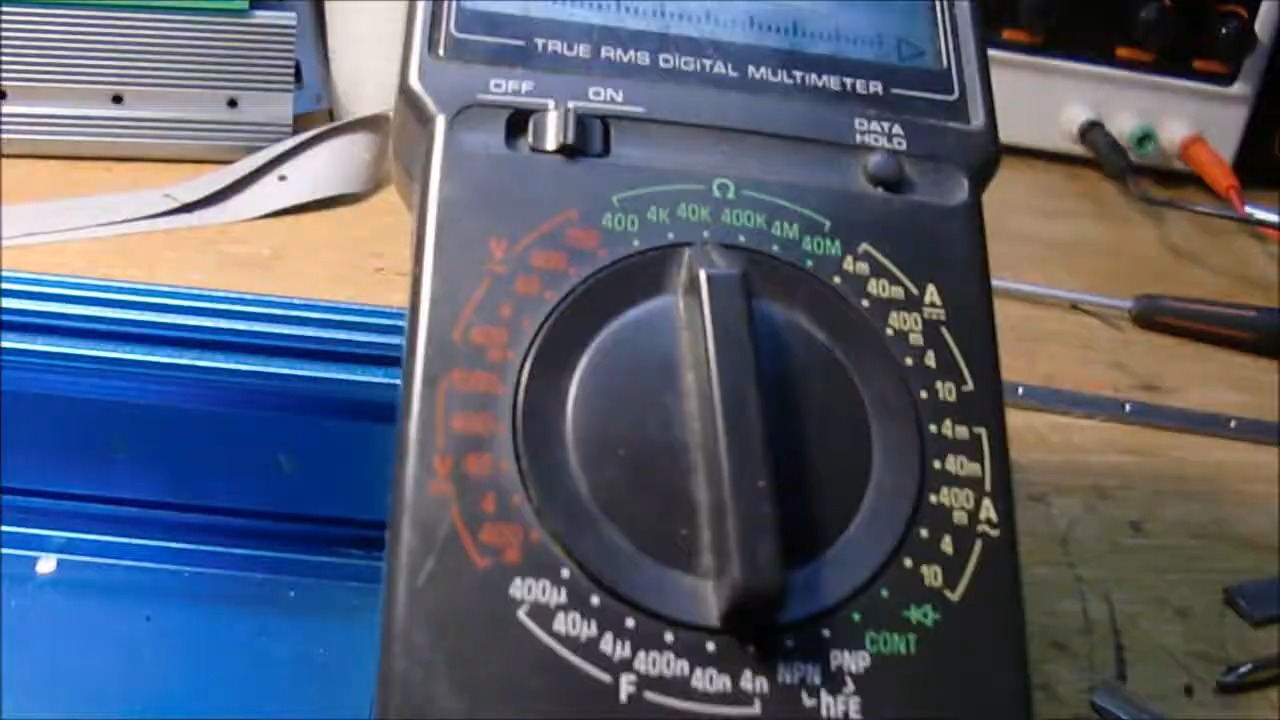 TRUE RMS DIGITAL MULTIMETER
OFF ON
DATA
HOLD
Ω
400 4K 40K 400K 4M 40M
4m
40m
400
m
4
10
A
4m
40m
400
m
4
10
A
CONT
PNP
NPN
hFE
400µ 40µ 4µ 400n 40n 4n
F
V
4
V